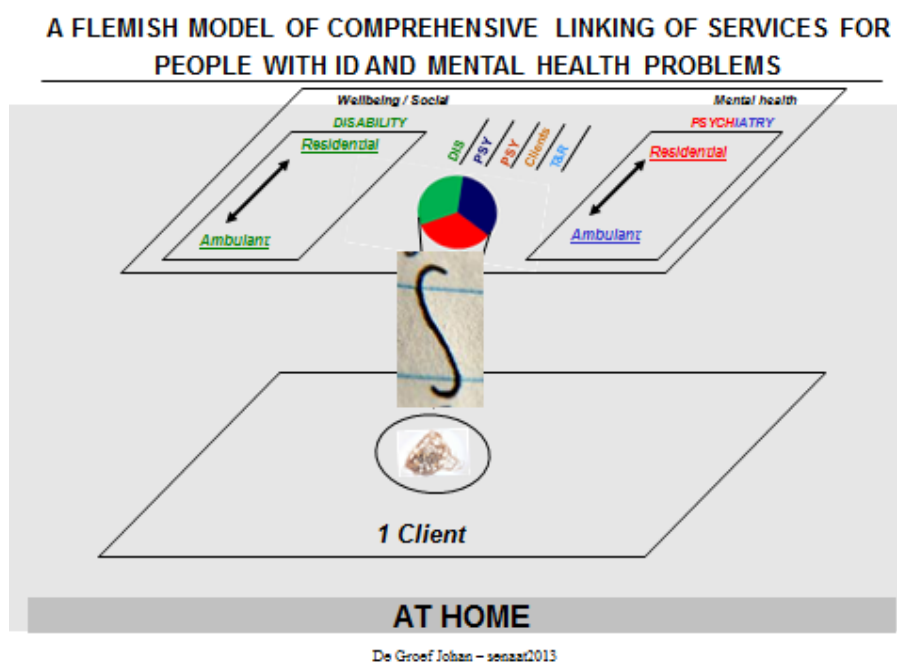 A FLEMISH MODEL OF COMPREHENSIVE LINKING OF SERVICES FOR
PEOPLE WITH ID AND MENTAL HEALTH PROBLEMS
Wellbeing / Social
Mental health
DISABILITY
PSYCHIATRY
Residential
DIS
PSY
PSY
Clients
T&R
Residential
Ambulant
Ambulant
S
1 Client
AT HOME
De Groef Johan – senaat2013